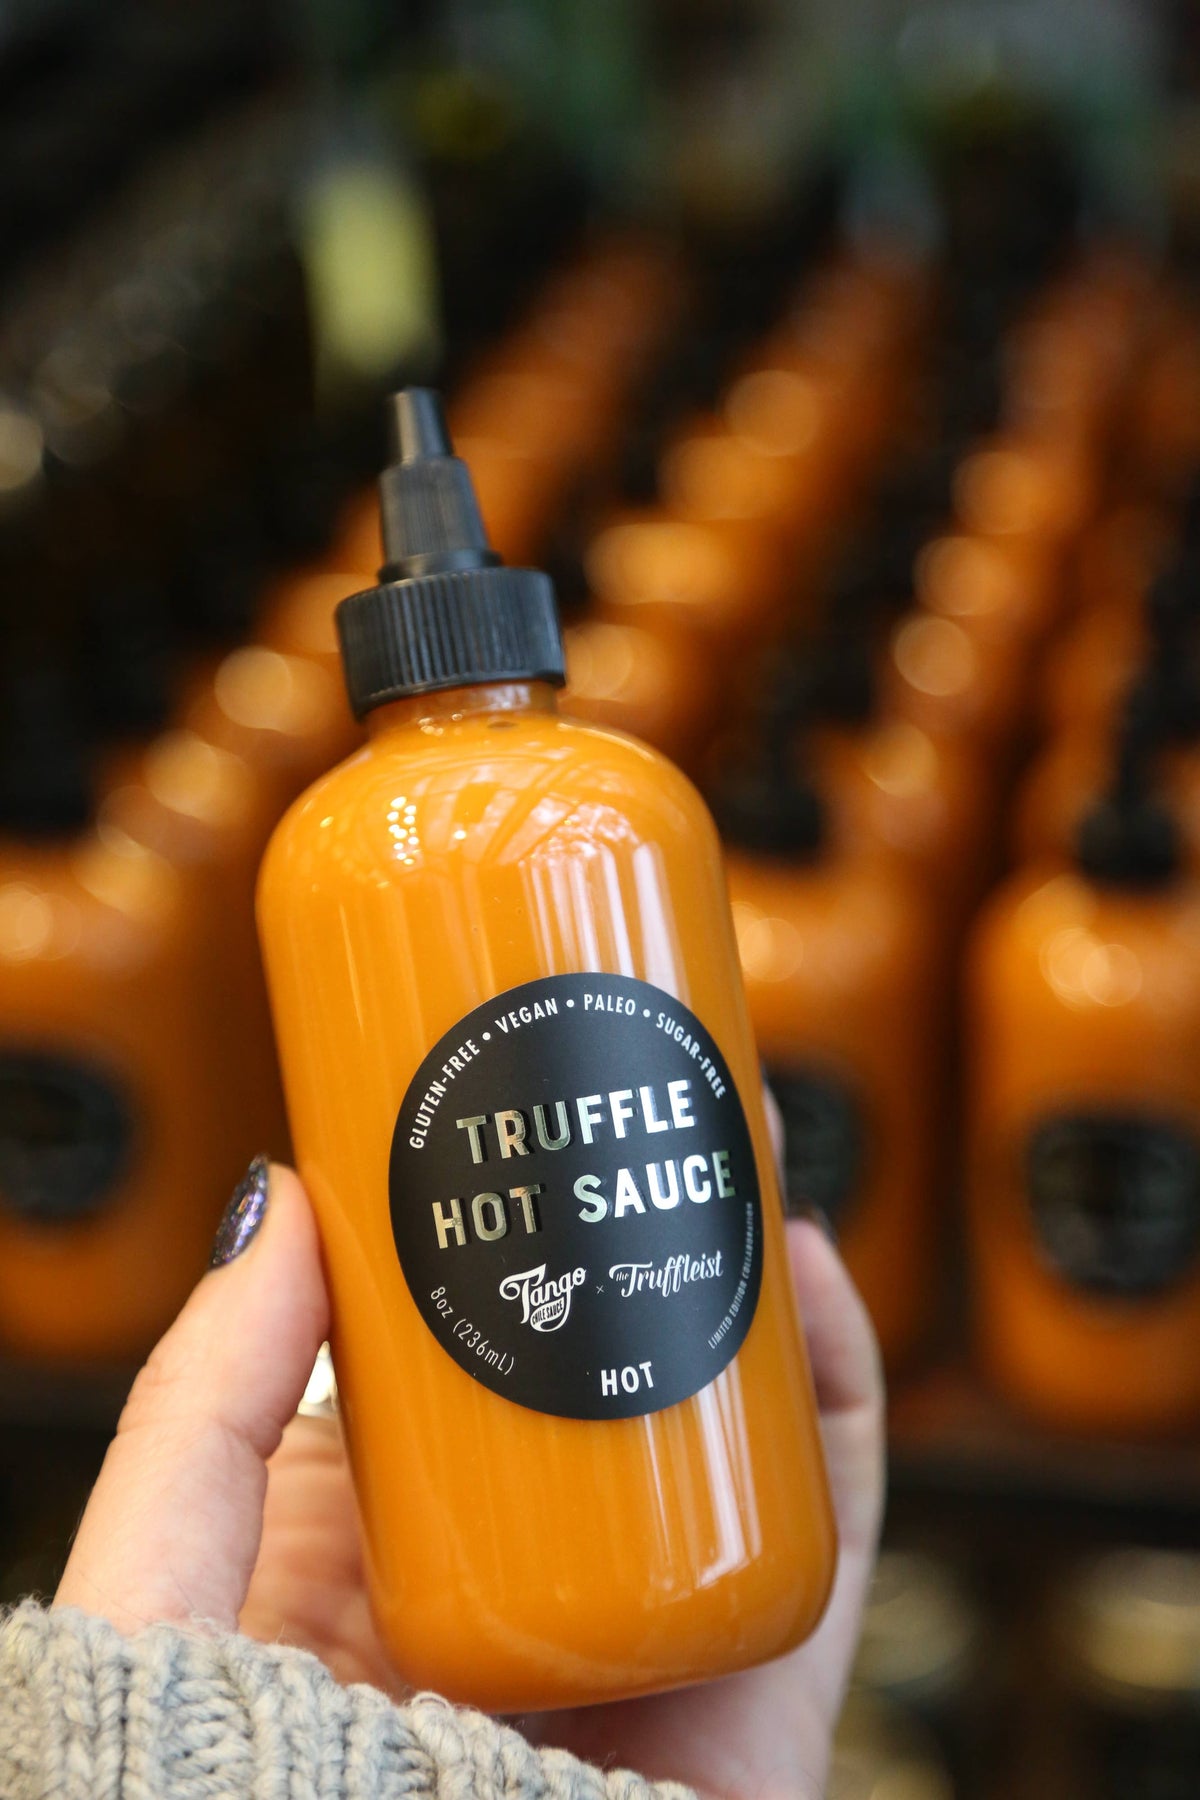 GLUTEN-FREE • VEGAN • PALEO • SUGAR-FREE
TRUFFLE
HOT SAUCE
Tango
CHILE SAUCE
×
the Truffleist
8oz (236mL)
LIMITED EDITION COLLABORATION
HOT